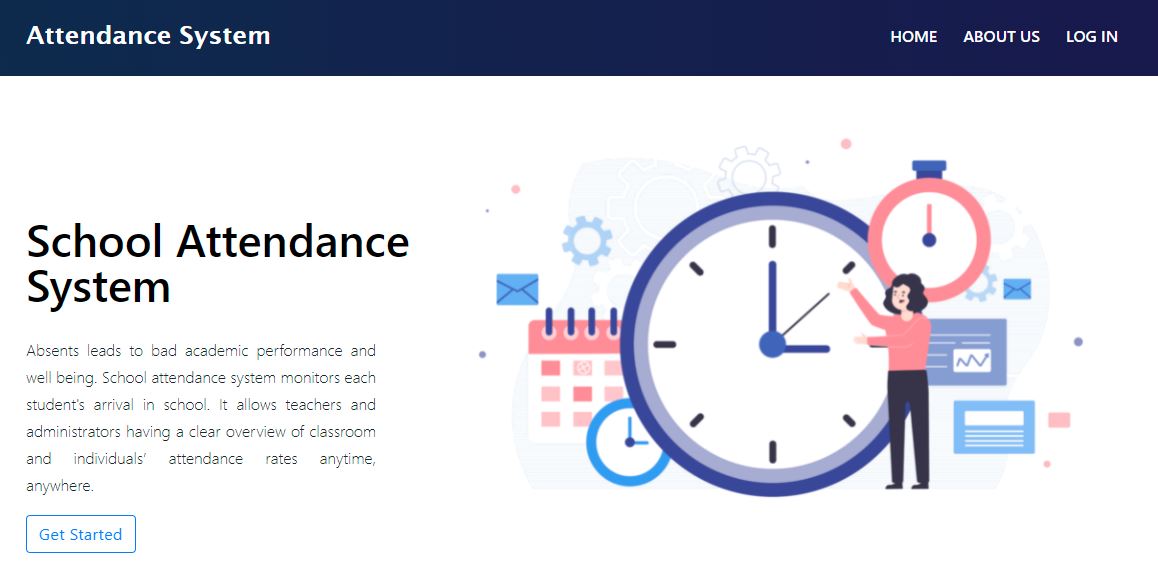 Attendance System
HOME
ABOUT US
LOG IN
School Attendance
System
Absents leads to bad academic performance and
well being. School attendance system monitors each
student's arrival in school. It allows teachers and
administrators having a clear overview of classroom
and individuals' attendance rates anytime,
anywhere.
Get Started